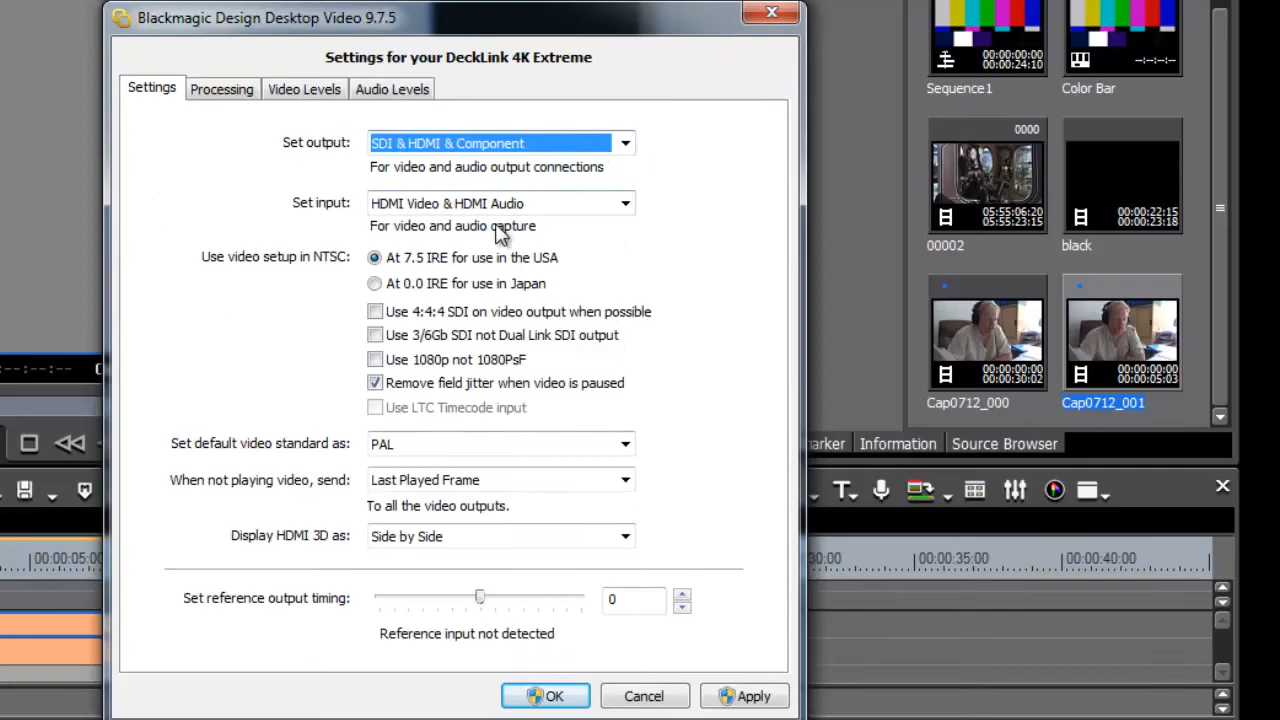 Blackmagic Design Desktop Video 9.7.5
Settings for your DeckLink 4K Extreme
Settings Processing Video Levels Audio Levels
Set output: SDI & HDMI & Component
For video and audio output connections
Set input: HDMI Video & HDMI Audio
For video and audio capture
Use video setup in NTSC: At 7.5 IRE for use in the USA
At 0.0 IRE for use in Japan
Use 4:4:4 SDI on video output when possible
Use 3/6Gb SDI not Dual Link SDI output
Use 1080p not 1080PsF
Remove field jitter when video is paused
Use LTC Timecode input
Set default video standard as: PAL
When not playing video, send: Last Played Frame
To all the video outputs.
Display HDMI 3D as: Side by Side
Set reference output timing: 0
Reference input not detected
OK Cancel Apply
00:00:00:00
00:00:24:10
--:--:--:--
Sequence1 Color Bar
0000
05:55:06:20
05:55:23:15
00:00:22:15
00:00:23:18
00002 black
00:00:00:00
00:00:30:02
00:00:00:00
00:00:05:03
Cap0712_000 Cap0712_001
arker Information Source Browser
--:--:--
00:00:05:00 30:00 00:00:35:00 00:00:40:00